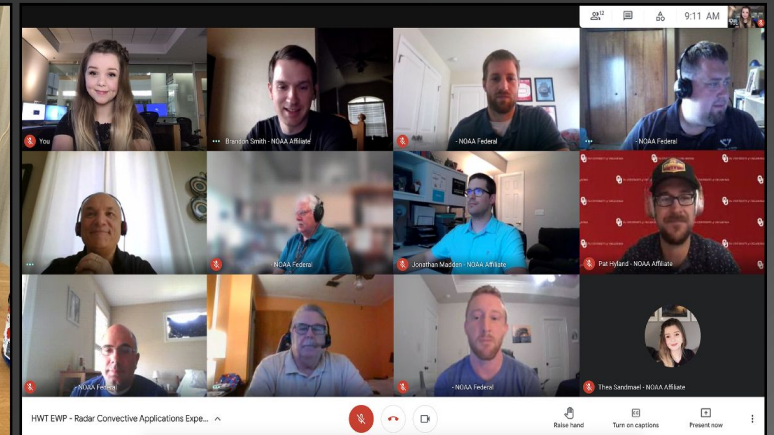 12
9:11 AM
You
Brandon Smith - NOAA Affiliate
- NOAA Federal
- NOAA Federal
- NOAA Federal
Jonathan Madden - NOAA Affiliate
Pat Hyland - NOAA Affiliate
- NOAA Federal
- NOAA Federal
Thea Sandmael - NOAA Affiliate
HWT EWP - Radar Convective Applications Expe...
Raise hand
Turn on captions
Present now